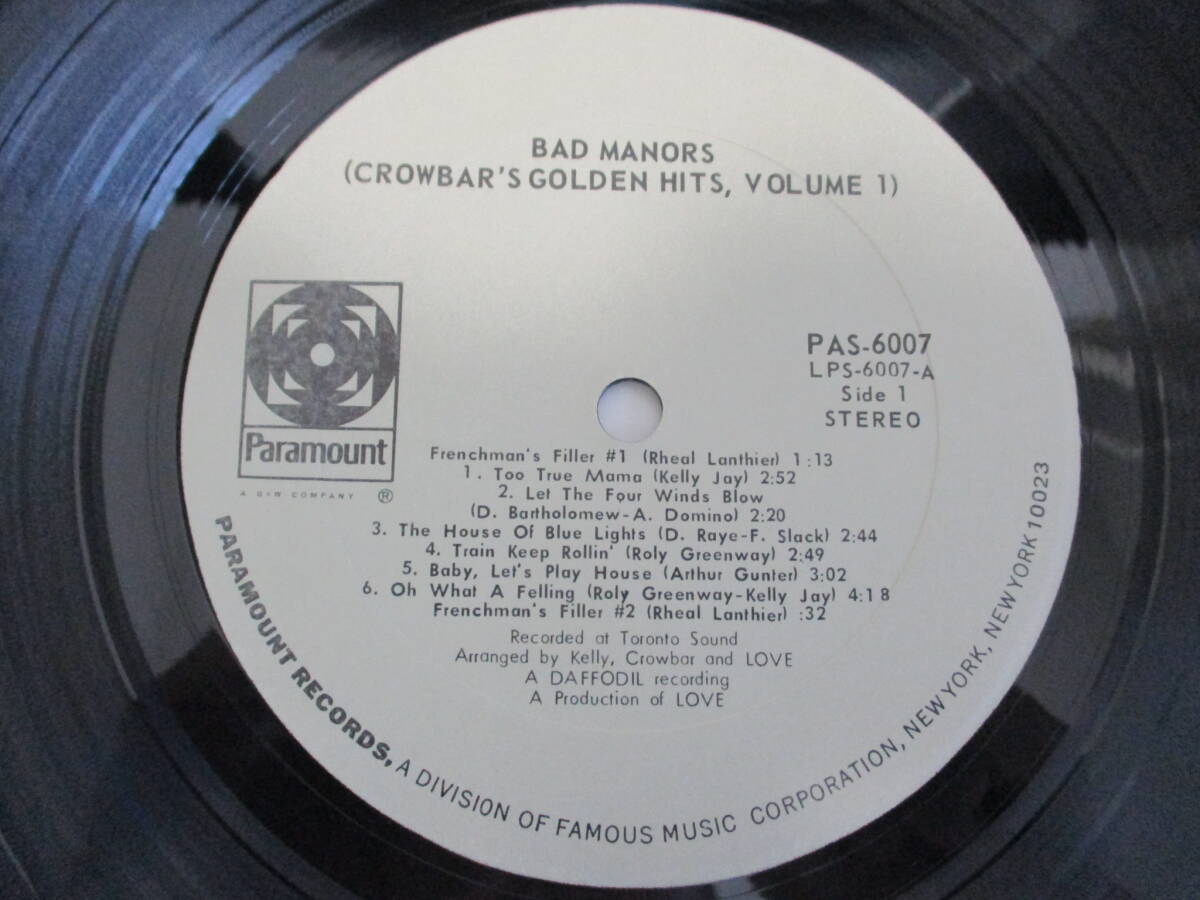 BAD MANORS
(CROWBAR'S GOLDEN HITS, VOLUME 1)
PAS-6007
LPS-6007-A
Side 1
STEREO
Paramount
A G+W COMPANY ®
Frenchman's Filler #1 (Rheal Lanthier) 1:13
1. Too True Mama (Kelly Jay) 2:52
2. Let The Four Winds Blow
(D. Bartholomew-A. Domino) 2:20
3. The House Of Blue Lights (D. Raye-F. Slack) 2:44
4. Train Keep Rollin' (Roly Greenway) 2:49
5. Baby, Let's Play House (Arthur Gunter) 3:02
6. Oh What A Felling (Roly Greenway-Kelly Jay) 4:18
Frenchman's Filler #2 (Rheal Lanthier) :32
Recorded at Toronto Sound
Arranged by Kelly, Crowbar and LOVE
A DAFFODIL recording
A Production of LOVE
PARAMOUNT RECORDS, A DIVISION OF FAMOUS MUSIC CORPORATION, NEW YORK, NEW YORK 10023